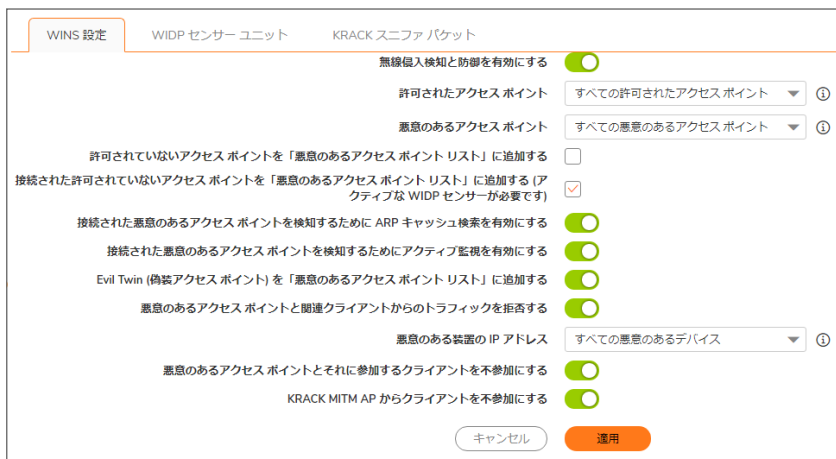 WINS 設定
WIDP センサー ユニット
KRACK スニファ パケット
無線侵入検知と防御を有効にする
許可されたアクセス ポイント
すべての許可されたアクセス ポイント
悪意のあるアクセス ポイント
すべての悪意のあるアクセス ポイント
許可されていないアクセス ポイントを「悪意のあるアクセス ポイント リスト」に追加する
接続された許可されていないアクセス ポイントを「悪意のあるアクセス ポイント リスト」に追加する (ア
クティブな WIDP センサーが必要です)
接続された悪意のあるアクセス ポイントを検知するために ARP キャッシュ検索を有効にする
接続された悪意のあるアクセス ポイントを検知するためにアクティブ監視を有効にする
Evil Twin (偽装アクセス ポイント) を「悪意のあるアクセス ポイント リスト」に追加する
悪意のあるアクセス ポイントと関連クライアントからのトラフィックを拒否する
悪意のある装置の IP アドレス
すべての悪意のあるデバイス
悪意のあるアクセス ポイントとそれに参加するクライアントを不参加にする
KRACK MITM AP からクライアントを不参加にする
キャンセル
適用